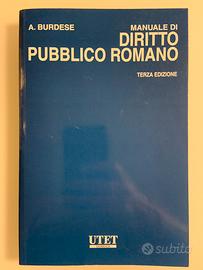 A. BURDESE
MANUALE DI
DIRITTO
PUBBLICO ROMANO
TERZA EDIZIONE
UTET
subito